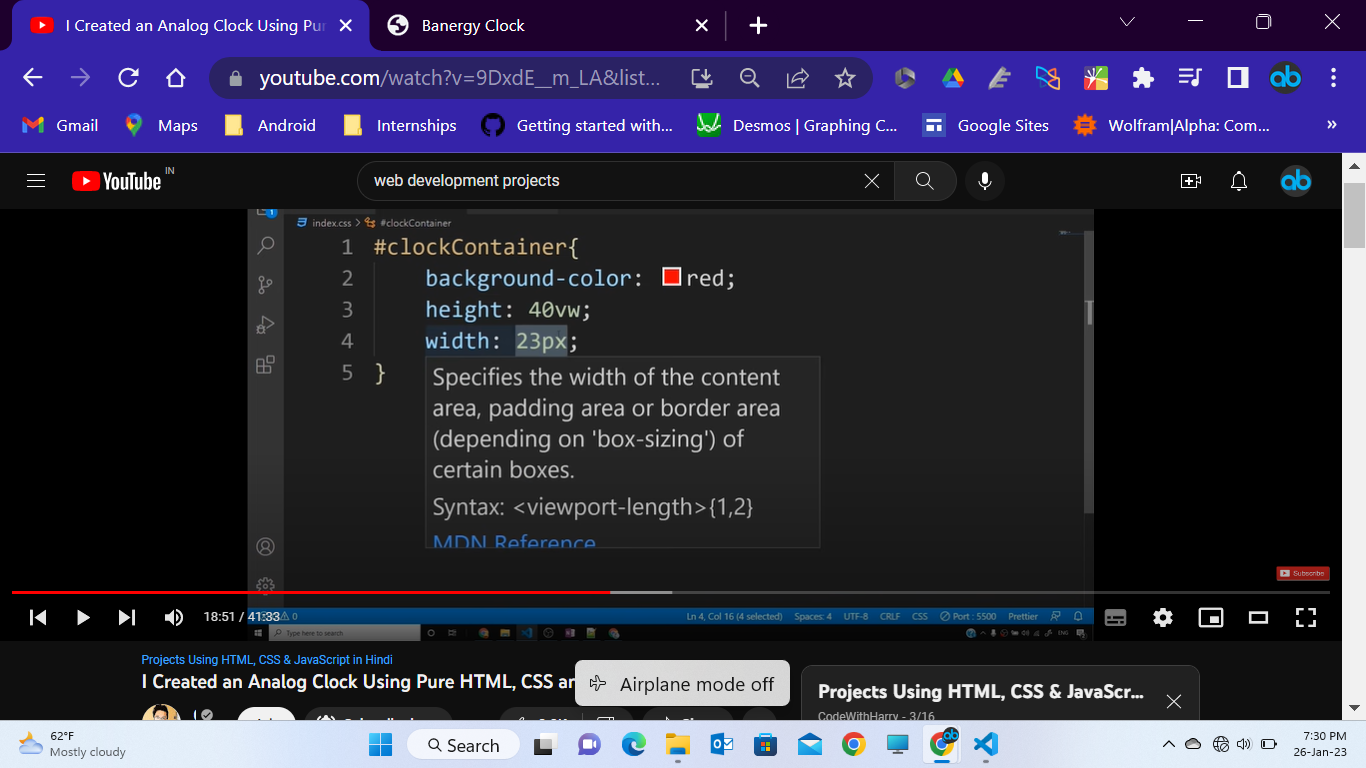 I Created an Analog Clock Using Pur
Banergy Clock
youtube.com/watch?v=9DxdE__m_LA&list...
Gmail
Maps
Android
Internships
Getting started with...
Desmos | Graphing C...
Google Sites
Wolfram|Alpha: Com...
»
YouTube IN
web development projects
index.css > #clockContainer
1 #clockContainer{
2 background-color: red;
3 height: 40vw;
4 width: 23px;
5 }
Specifies the width of the content
area, padding area or border area
(depending on 'box-sizing') of
certain boxes.
Syntax: <viewport-length>{1,2}
MDN Reference
Subscribe
18:51 / 41:33
0
Ln 4, Col 16 (4 selected) Spaces: 4 UTF-8 CRLF CSS Port : 5500 Prettier
Type here to search
ENG
Projects Using HTML, CSS & JavaScript in Hindi
I Created an Analog Clock Using Pure HTML, CSS an
Airplane mode off
Projects Using HTML, CSS & JavaScr...
CodeWithHarry - 3/16
62°F
Mostly cloudy
Search
7:30 PM
26-Jan-23